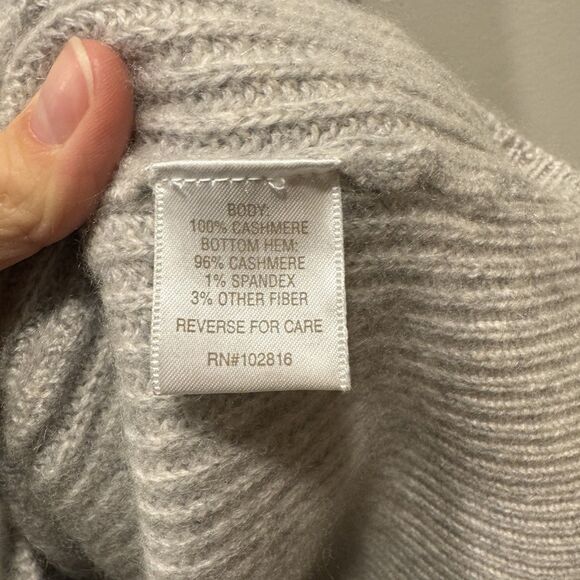 BODY:
100% CASHMERE
BOTTOM HEM:
96% CASHMERE
1% SPANDEX
3% OTHER FIBER
REVERSE FOR CARE
RN#102816